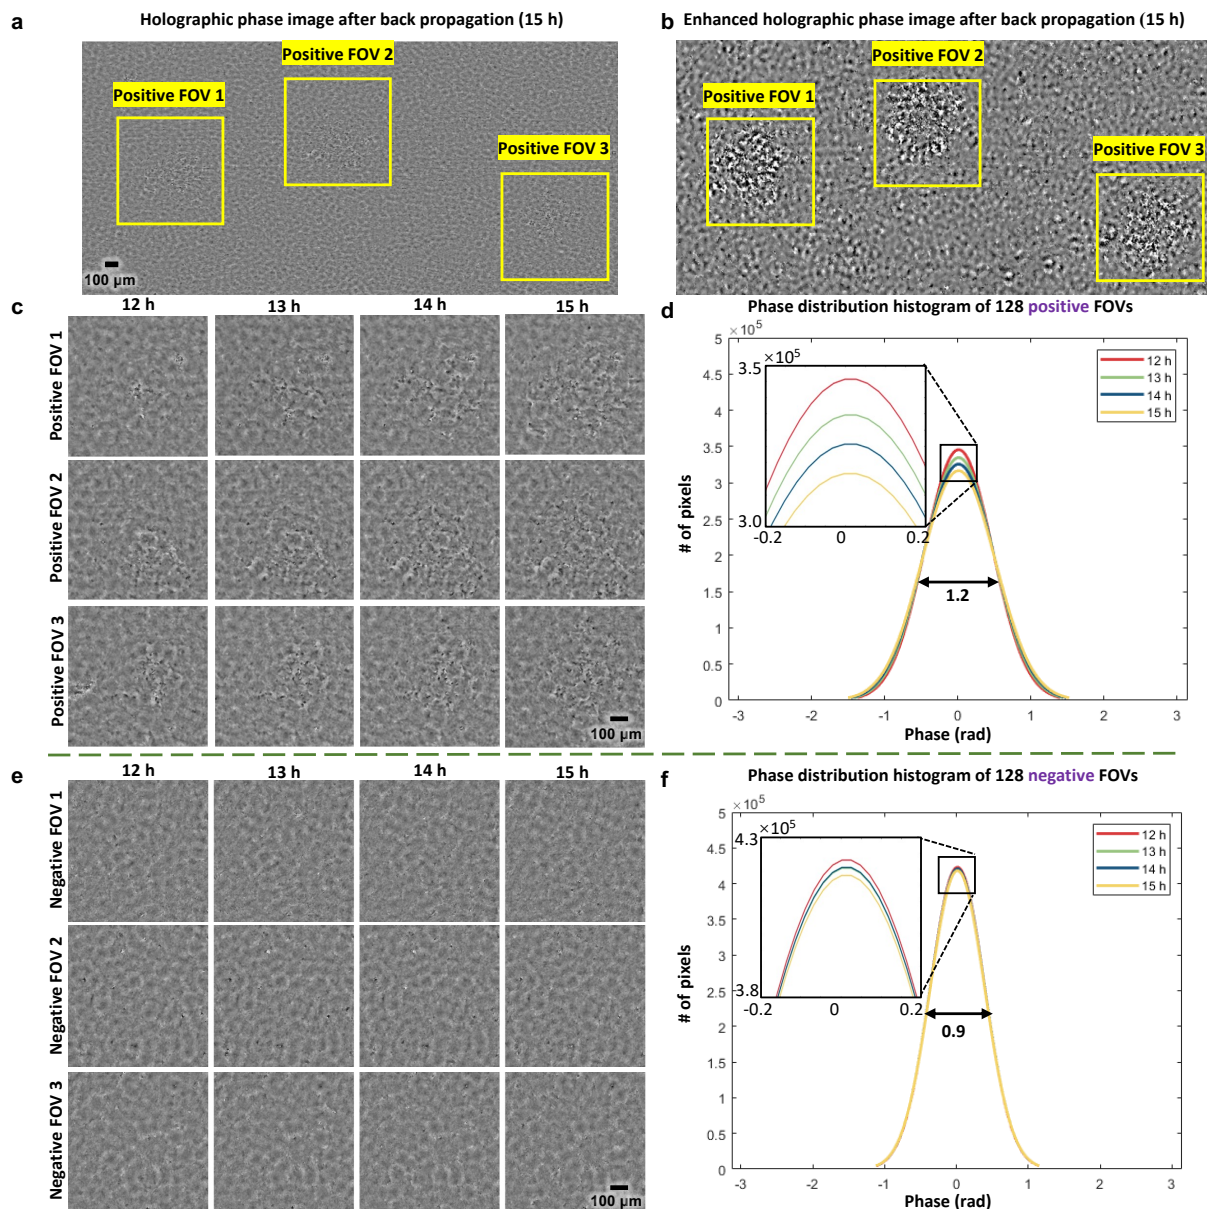 a
Holographic phase image after back propagation (15 h)
Positive FOV 1
Positive FOV 2
Positive FOV 3
100 µm
b
Enhanced holographic phase image after back propagation (15 h)
Positive FOV 1
Positive FOV 2
Positive FOV 3
c
12 h
13 h
14 h
15 h
Positive FOV 1
Positive FOV 2
Positive FOV 3
100 µm
d
Phase distribution histogram of 128 positive FOVs
×10⁵
5
4.5
4
3.5
3
2.5
2
1.5
1
0.5
0
# of pixels
-3
-2
-1
0
1
2
3
Phase (rad)
12 h
13 h
14 h
15 h
3.5 ×10⁵
3.0
-0.2
0
0.2
1.2
e
12 h
13 h
14 h
15 h
Negative FOV 1
Negative FOV 2
Negative FOV 3
100 µm
f
Phase distribution histogram of 128 negative FOVs
×10⁵
5
4.5
4
3.5
3
2.5
2
1.5
1
0.5
0
# of pixels
-3
-2
-1
0
1
2
3
Phase (rad)
12 h
13 h
14 h
15 h
4.3 ×10⁵
3.8
-0.2
0
0.2
0.9